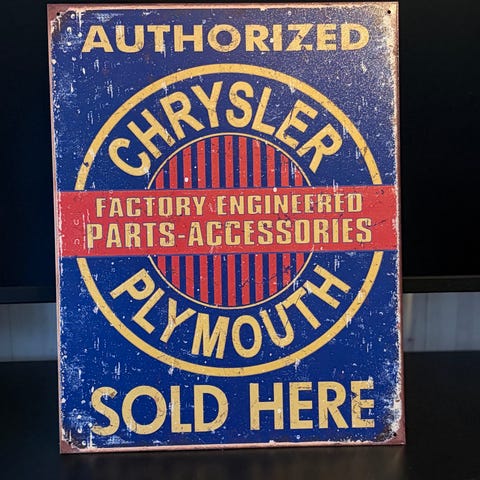 AUTHORIZED
CHRYSLER
FACTORY ENGINEERED
PARTS-ACCESSORIES
PLYMOUTH
SOLD HERE